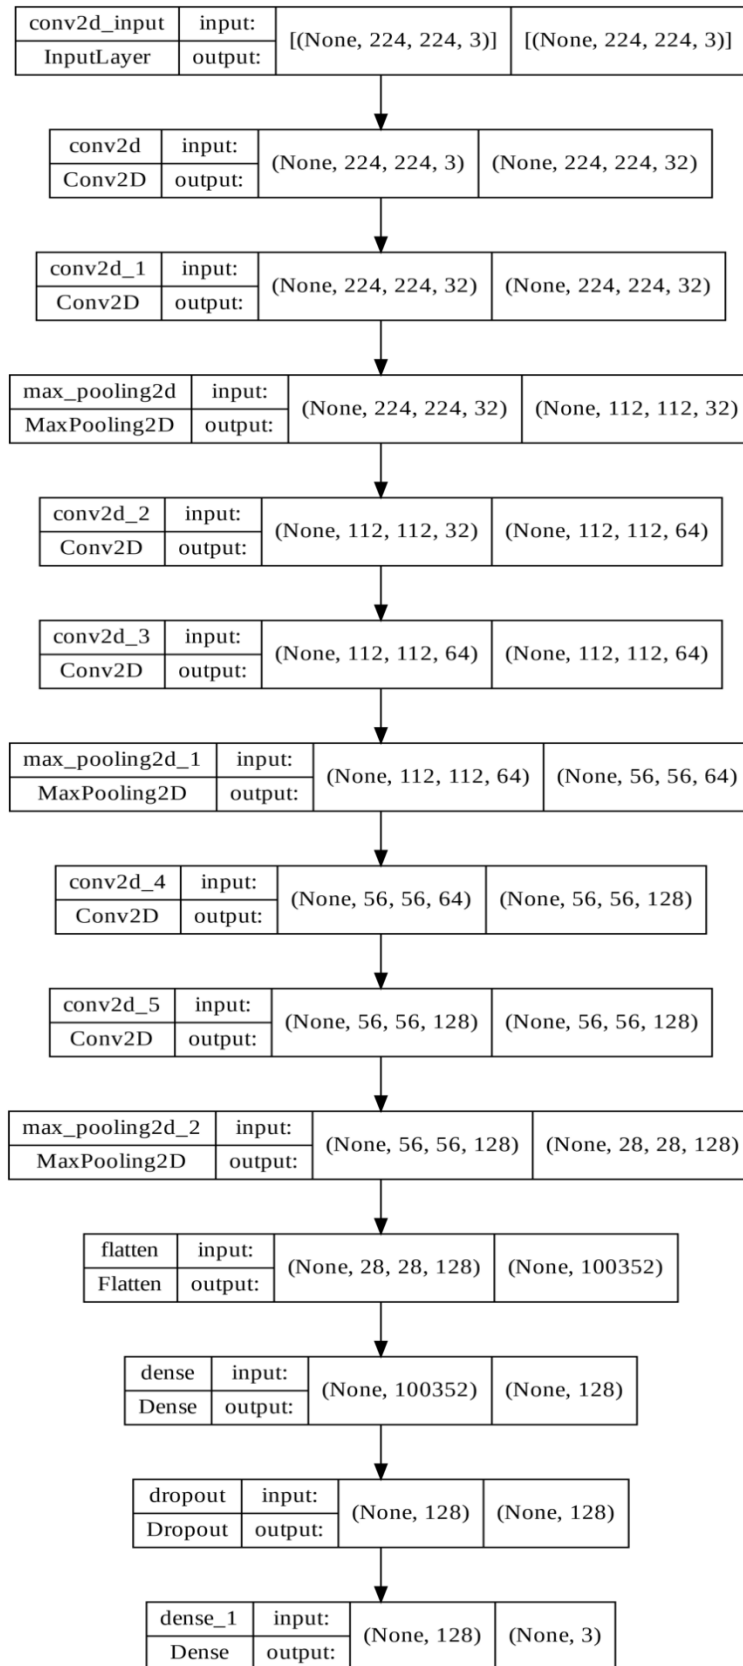 conv2d_input input: [(None, 224, 224, 3)] [(None, 224, 224, 3)]
InputLayer output:
conv2d input: (None, 224, 224, 3) (None, 224, 224, 32)
Conv2D output:
conv2d_1 input: (None, 224, 224, 32) (None, 224, 224, 32)
Conv2D output:
max_pooling2d input: (None, 224, 224, 32) (None, 112, 112, 32)
MaxPooling2D output:
conv2d_2 input: (None, 112, 112, 32) (None, 112, 112, 64)
Conv2D output:
conv2d_3 input: (None, 112, 112, 64) (None, 112, 112, 64)
Conv2D output:
max_pooling2d_1 input: (None, 112, 112, 64) (None, 56, 56, 64)
MaxPooling2D output:
conv2d_4 input: (None, 56, 56, 64) (None, 56, 56, 128)
Conv2D output:
conv2d_5 input: (None, 56, 56, 128) (None, 56, 56, 128)
Conv2D output:
max_pooling2d_2 input: (None, 56, 56, 128) (None, 28, 28, 128)
MaxPooling2D output:
flatten input: (None, 28, 28, 128) (None, 100352)
Flatten output:
dense input: (None, 100352) (None, 128)
Dense output:
dropout input: (None, 128) (None, 128)
Dropout output:
dense_1 input: (None, 128) (None, 3)
Dense output: